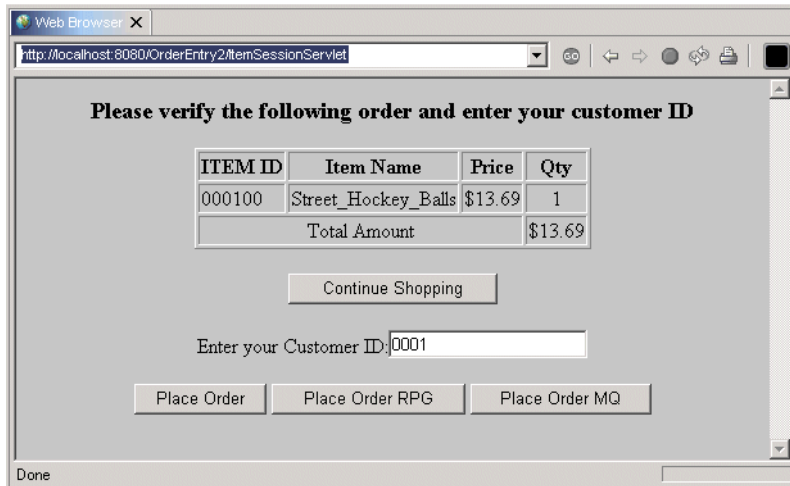 Web Browser
http://localhost:8080/OrderEntry2/ItemSessionServlet
GO
Please verify the following order and enter your customer ID
ITEM ID Item Name Price Qty
000100 Street_Hockey_Balls $13.69 1
Total Amount $13.69
Continue Shopping
Enter your Customer ID: 0001
Place Order Place Order RPG Place Order MQ
Done